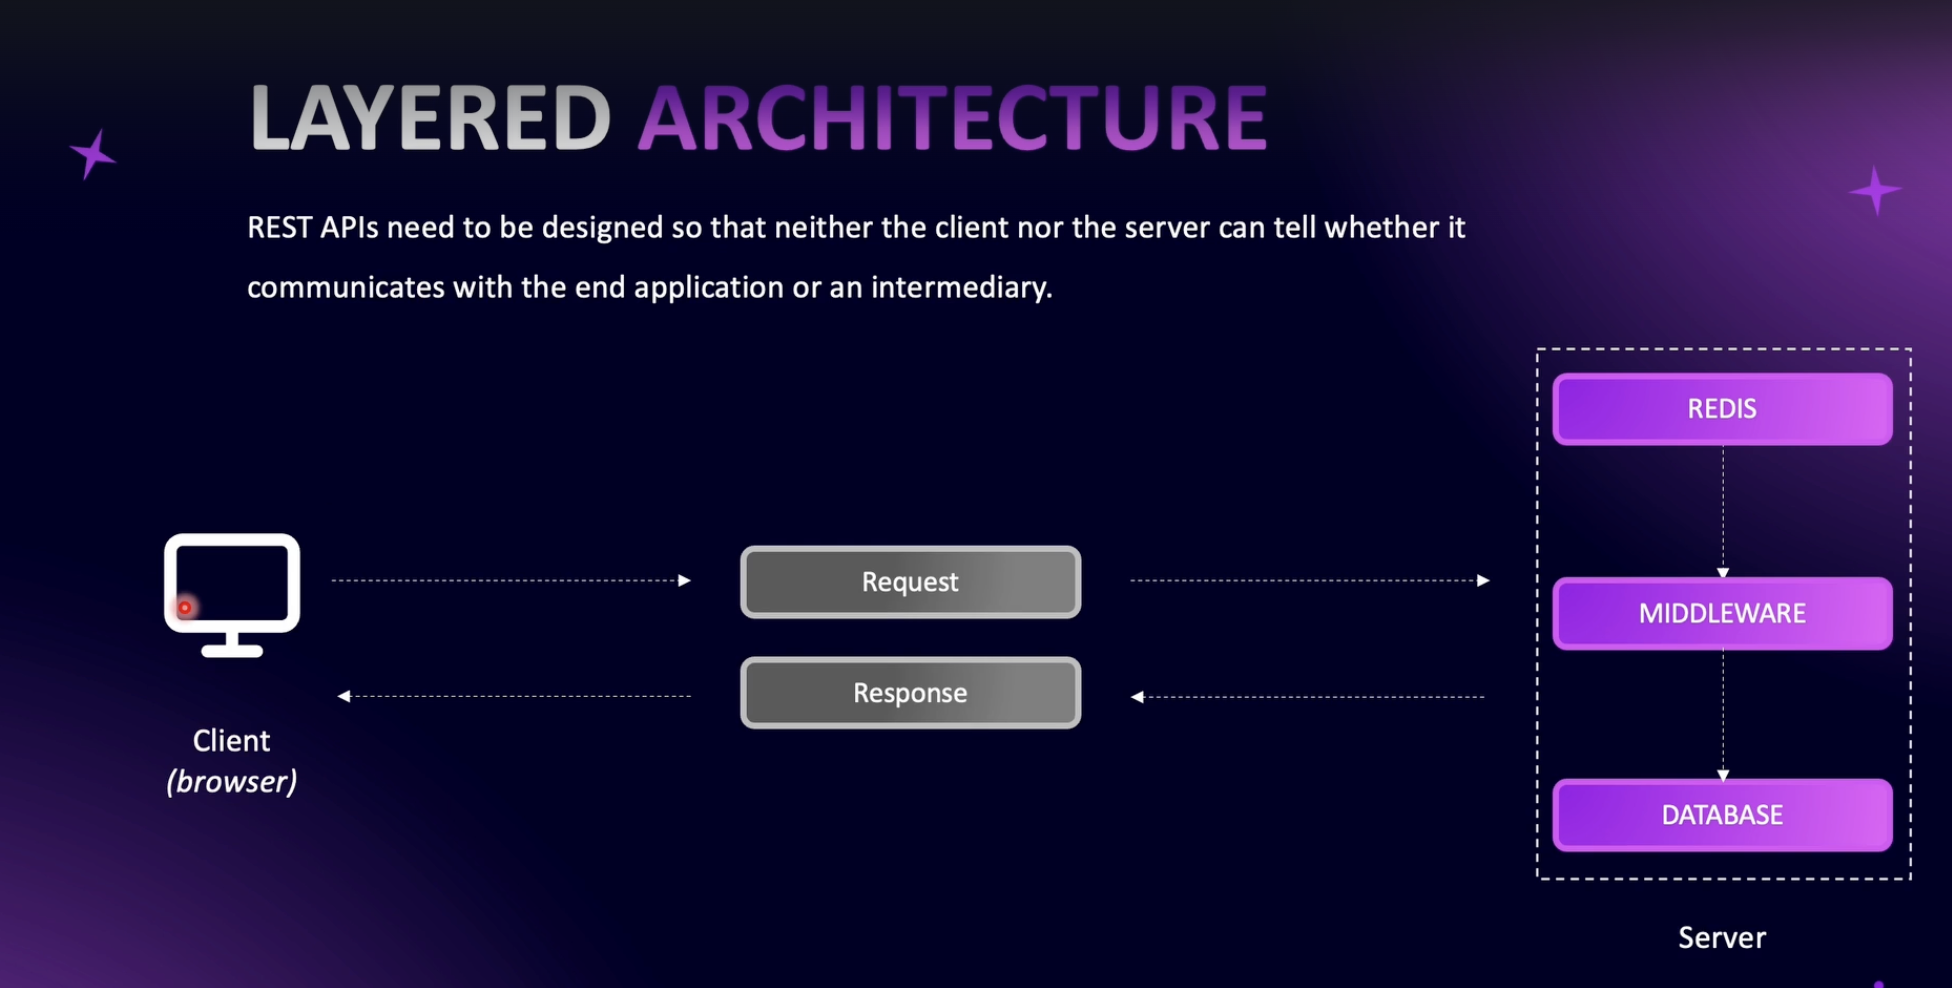 LAYERED ARCHITECTURE
REST APIs need to be designed so that neither the client nor the server can tell whether it
communicates with the end application or an intermediary.
REDIS
Request
MIDDLEWARE
Response
Client
(browser)
DATABASE
Server